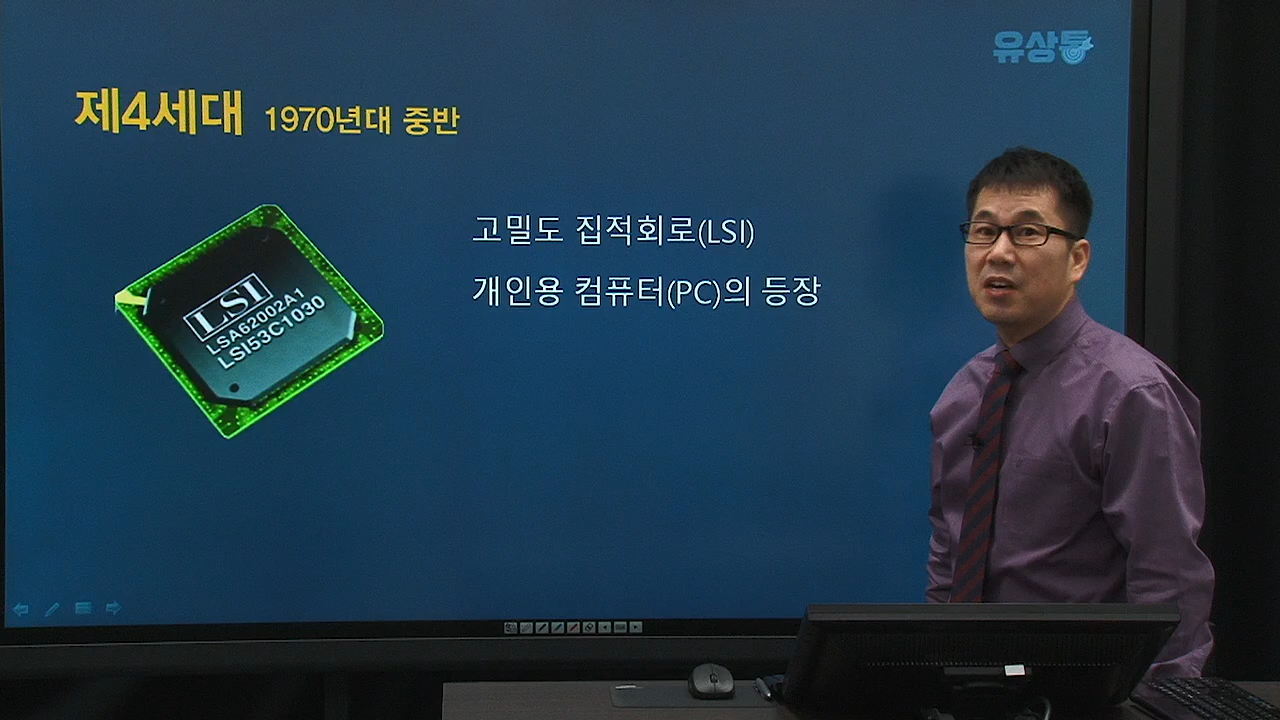 유상통
제4세대 1970년대 중반
고밀도 집적회로(LSI)
개인용 컴퓨터(PC)의 등장
LSI
LSA62002A1
LSI53C1030